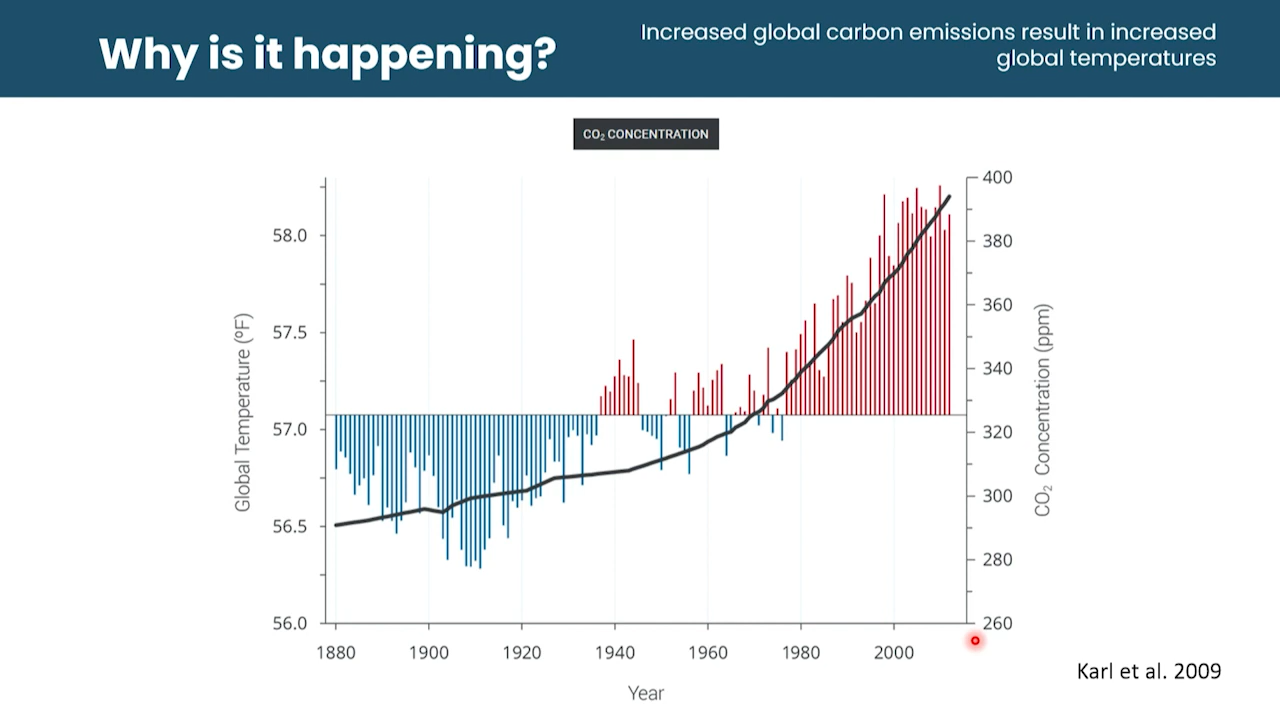 Why is it happening?
Increased global carbon emissions result in increased
global temperatures
CO₂ CONCENTRATION
Global Temperature (ºF)
58.0
57.5
57.0
56.5
56.0
400
380
360
340
320
300
280
260
CO₂ Concentration (ppm)
1880 1900 1920 1940 1960 1980 2000
Year
Karl et al. 2009